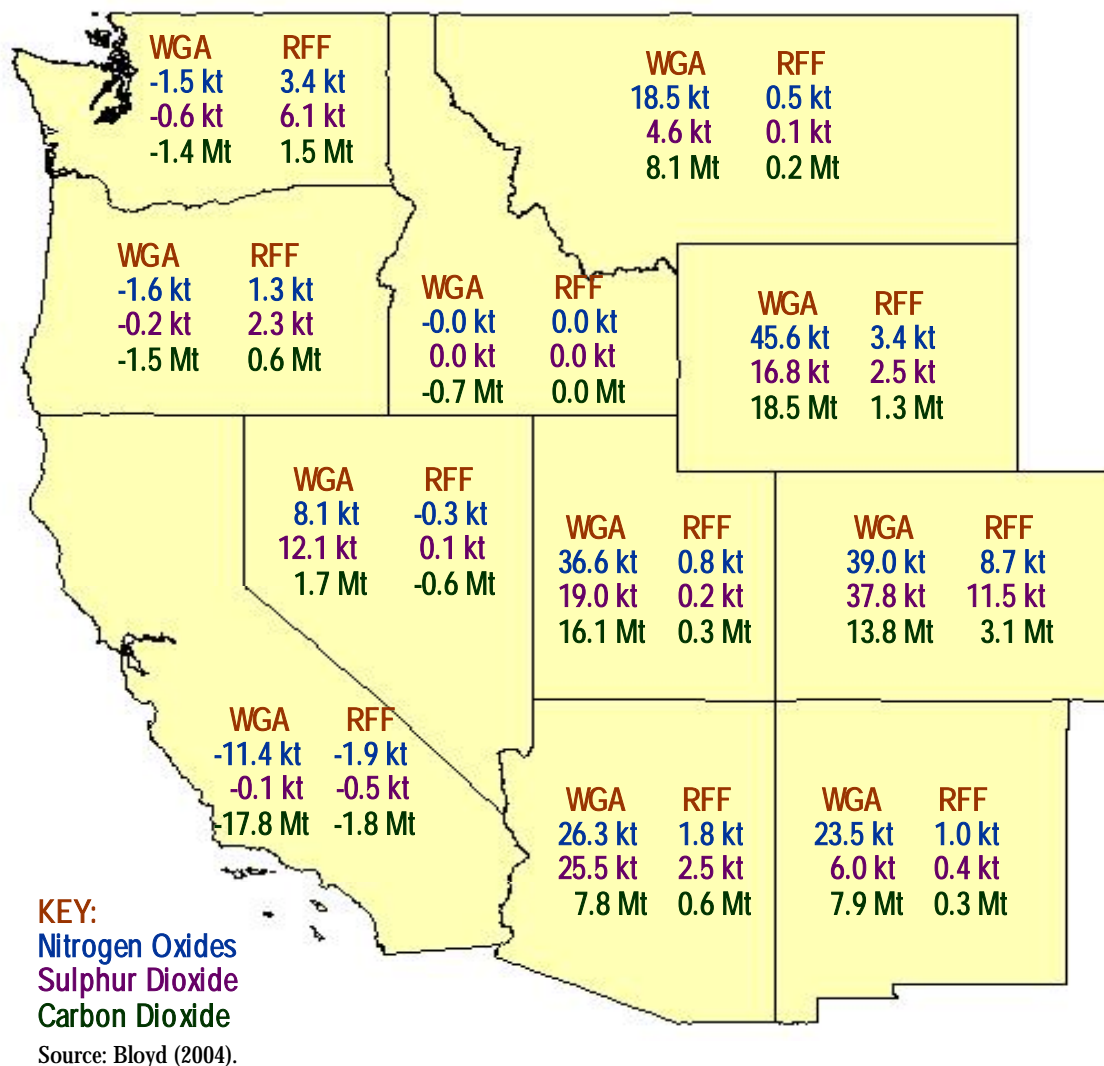 WGA RFF
-1.5 kt 3.4 kt
-0.6 kt 6.1 kt
-1.4 Mt 1.5 Mt
WGA RFF
18.5 kt 0.5 kt
4.6 kt 0.1 kt
8.1 Mt 0.2 Mt
WGA RFF
-1.6 kt 1.3 kt
-0.2 kt 2.3 kt
-1.5 Mt 0.6 Mt
WGA RFF
-0.0 kt 0.0 kt
0.0 kt 0.0 kt
-0.7 Mt 0.0 Mt
WGA RFF
45.6 kt 3.4 kt
16.8 kt 2.5 kt
18.5 Mt 1.3 Mt
WGA RFF
8.1 kt -0.3 kt
12.1 kt 0.1 kt
1.7 Mt -0.6 Mt
WGA RFF
36.6 kt 0.8 kt
19.0 kt 0.2 kt
16.1 Mt 0.3 Mt
WGA RFF
39.0 kt 8.7 kt
37.8 kt 11.5 kt
13.8 Mt 3.1 Mt
WGA RFF
-11.4 kt -1.9 kt
-0.1 kt -0.5 kt
-17.8 Mt -1.8 Mt
WGA RFF
26.3 kt 1.8 kt
25.5 kt 2.5 kt
7.8 Mt 0.6 Mt
WGA RFF
23.5 kt 1.0 kt
6.0 kt 0.4 kt
7.9 Mt 0.3 Mt
KEY:
Nitrogen Oxides
Sulphur Dioxide
Carbon Dioxide
Source: Bloyd (2004).